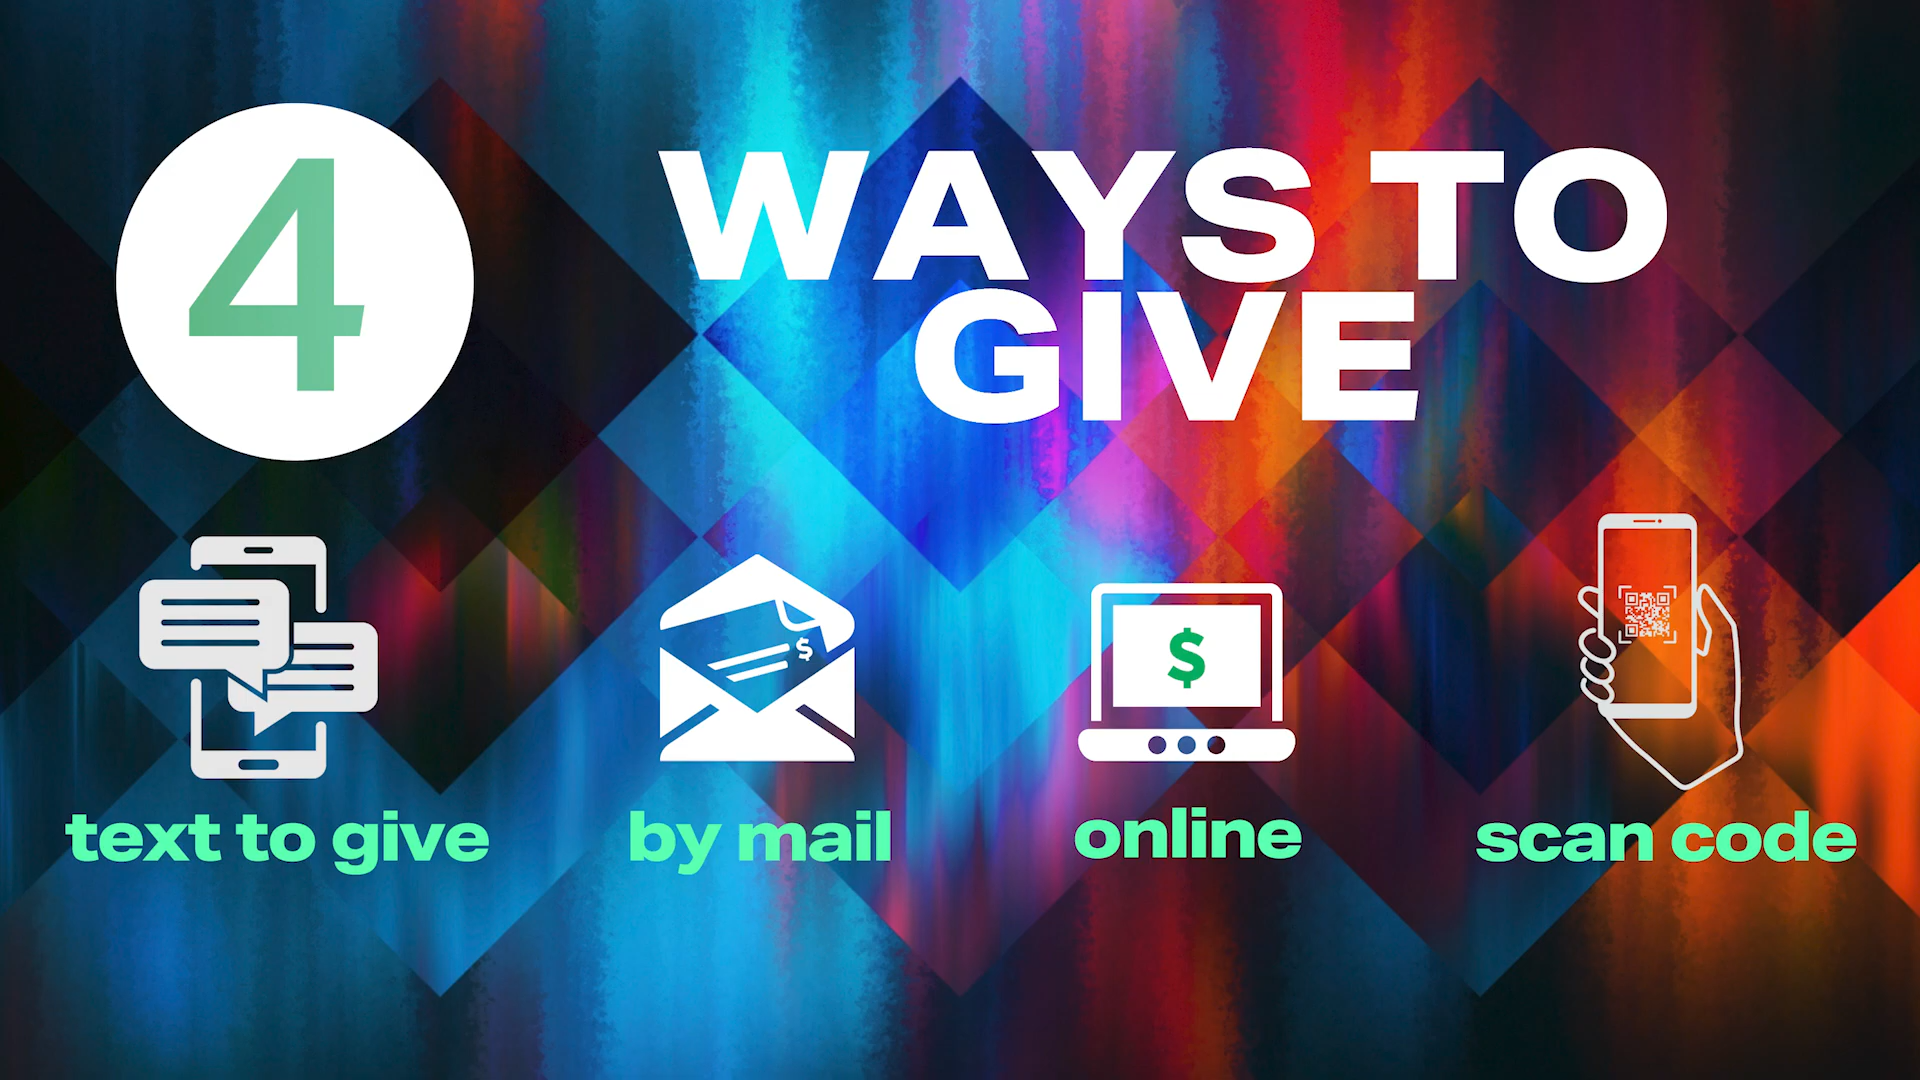 4
WAYS TO
GIVE
$
$
text to give
by mail
online
scan code